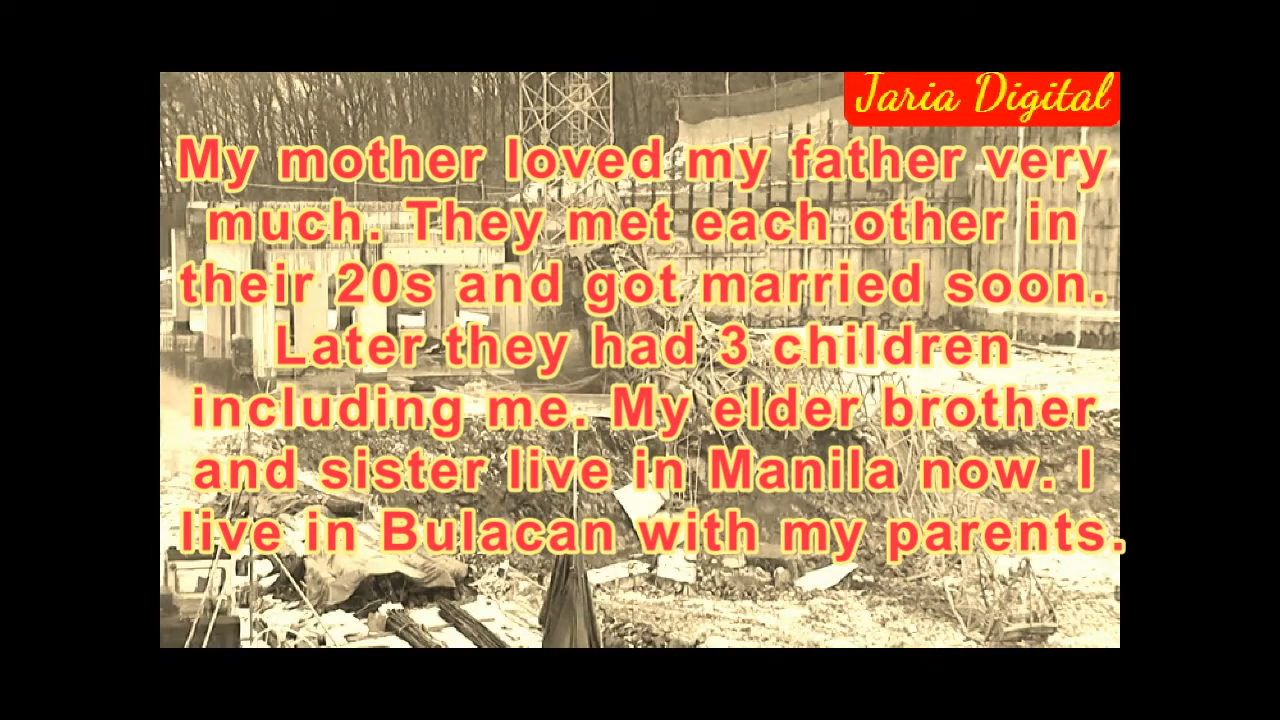 Jaria Digital
My mother loved my father very
much. They met each other in
their 20s and got married soon.
Later they had 3 children
including me. My elder brother
and sister live in Manila now. I
live in Bulacan with my parents.